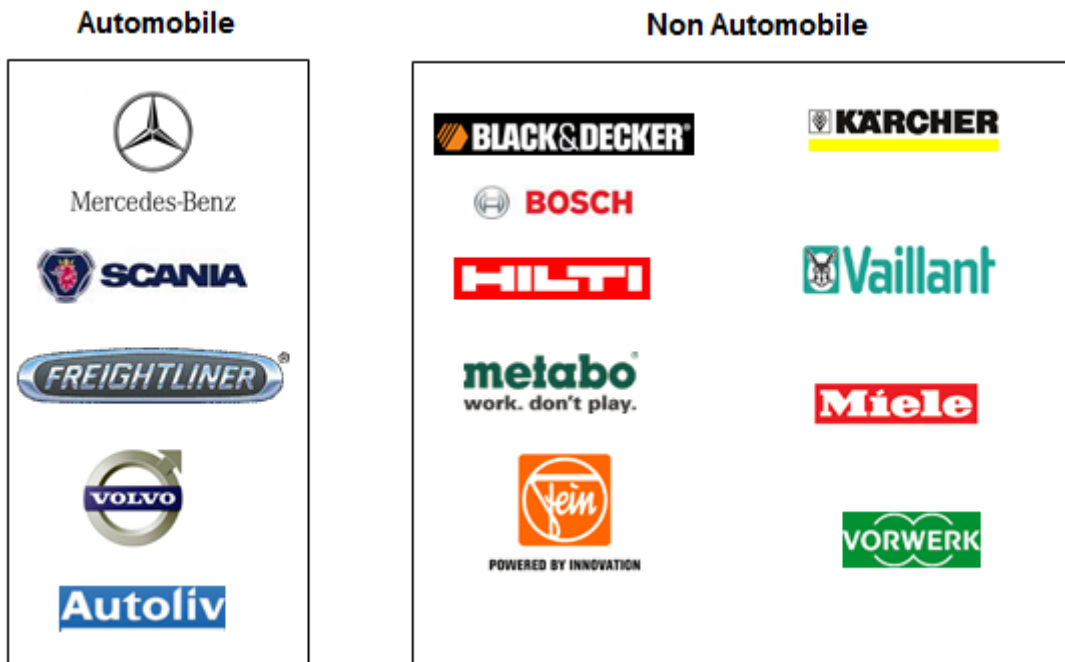 Automobile
Mercedes-Benz
SCANIA
FREIGHTLINER®
VOLVO
Autoliv
Non Automobile
BLACK&DECKER®
BOSCH
HILTI
metabo®
work. don't play.
fein
POWERED BY INNOVATION
KÄRCHER
Vaillant
Miele
VORWERK